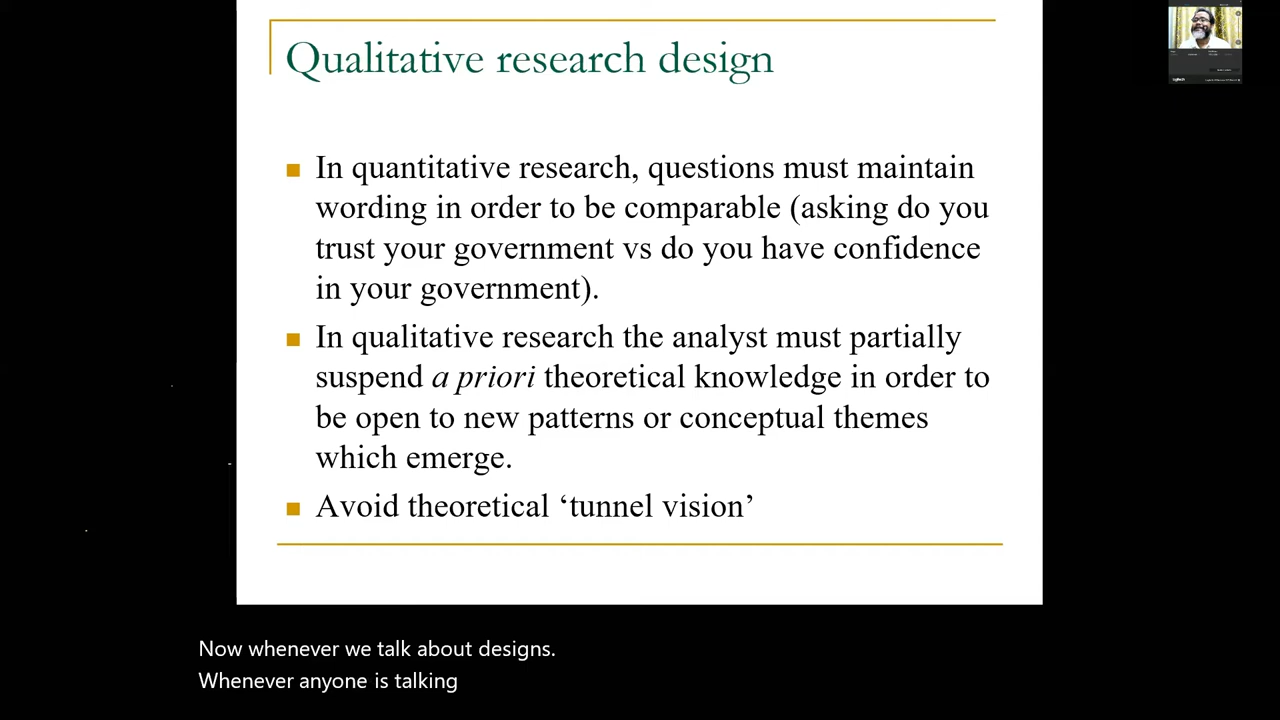 Qualitative research design
In quantitative research, questions must maintain
wording in order to be comparable (asking do you
trust your government vs do you have confidence
in your government).
In qualitative research the analyst must partially
suspend a priori theoretical knowledge in order to
be open to new patterns or conceptual themes
which emerge.
Avoid theoretical ‘tunnel vision’
Now whenever we talk about designs.
Whenever anyone is talking